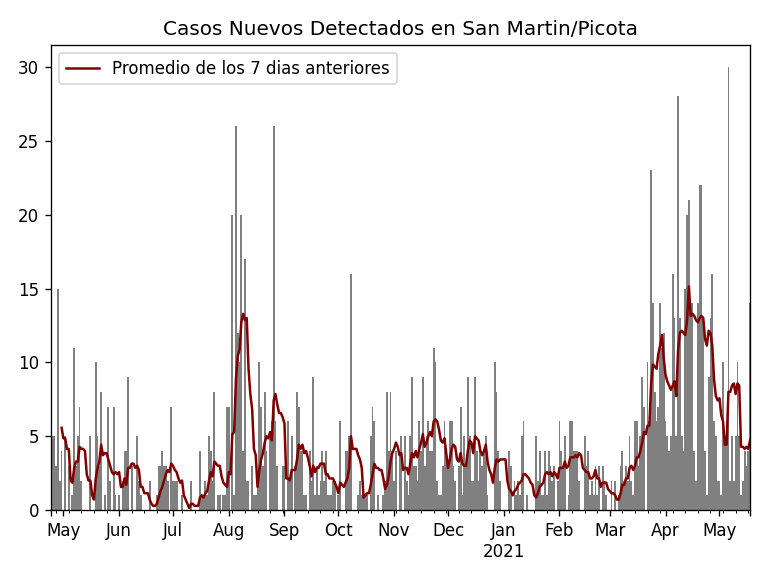 Casos Nuevos Detectados en San Martin/Picota
Promedio de los 7 dias anteriores
30
25
20
15
10
5
0
May Jun Jul Aug Sep Oct Nov Dec Jan Feb Mar Apr May
2021